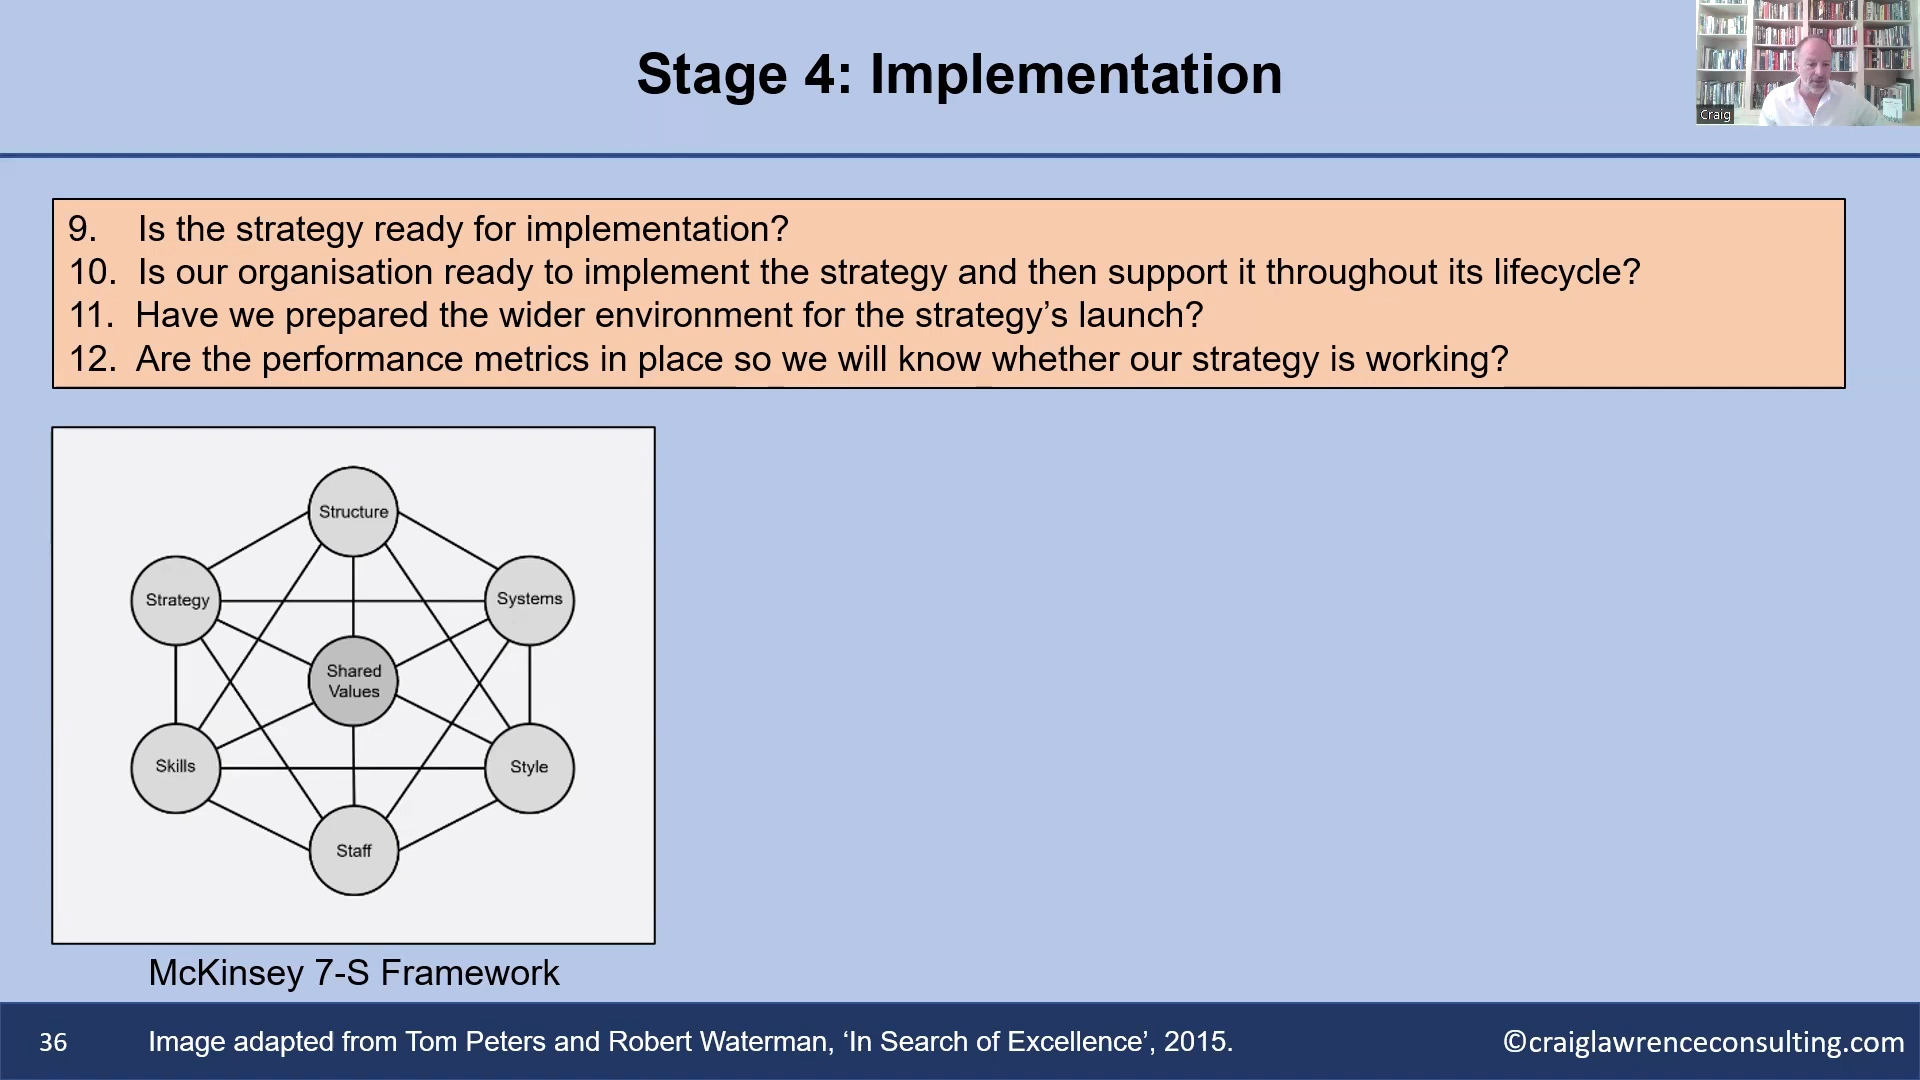 Stage 4: Implementation
Craig
9. Is the strategy ready for implementation?
10. Is our organisation ready to implement the strategy and then support it throughout its lifecycle?
11. Have we prepared the wider environment for the strategy’s launch?
12. Are the performance metrics in place so we will know whether our strategy is working?
Structure
Strategy
Systems
Shared
Values
Skills
Style
Staff
McKinsey 7-S Framework
36
Image adapted from Tom Peters and Robert Waterman, ‘In Search of Excellence’, 2015.
©craiglawrenceconsulting.com